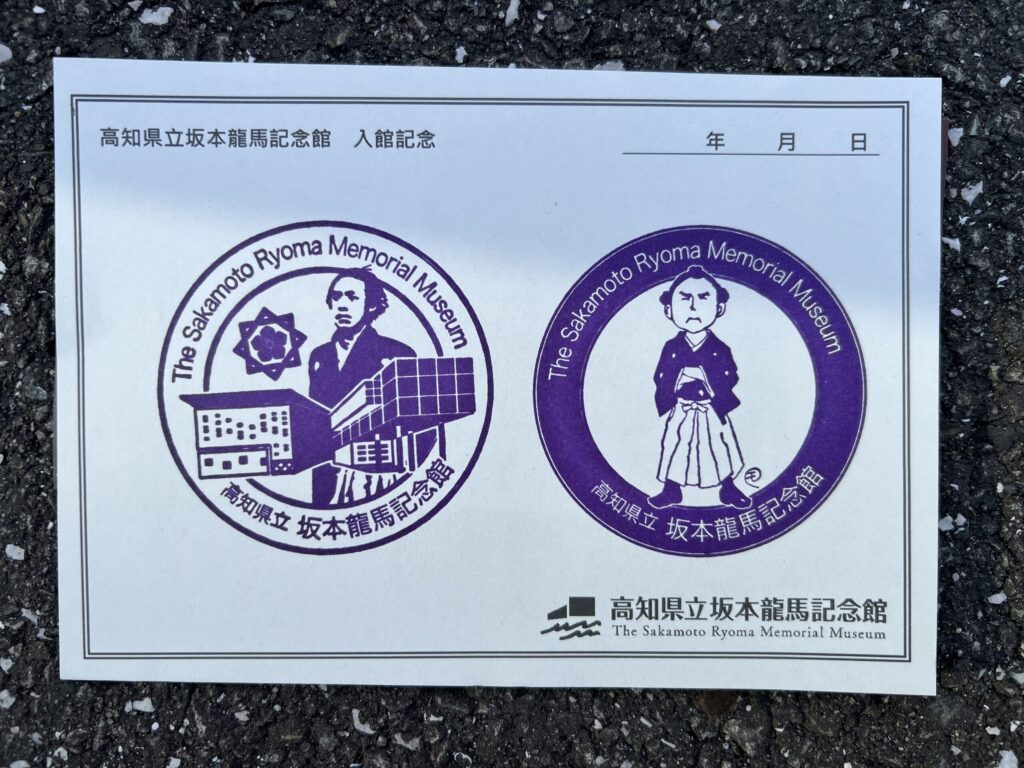 高知県立坂本龍馬記念館　入館記念
年　月　日
The Sakamoto Ryoma Memorial Museum
高知県立 坂本龍馬記念館
The Sakamoto Ryoma Memorial Museum
高知県立 坂本龍馬記念館
高知県立坂本龍馬記念館
The Sakamoto Ryoma Memorial Museum